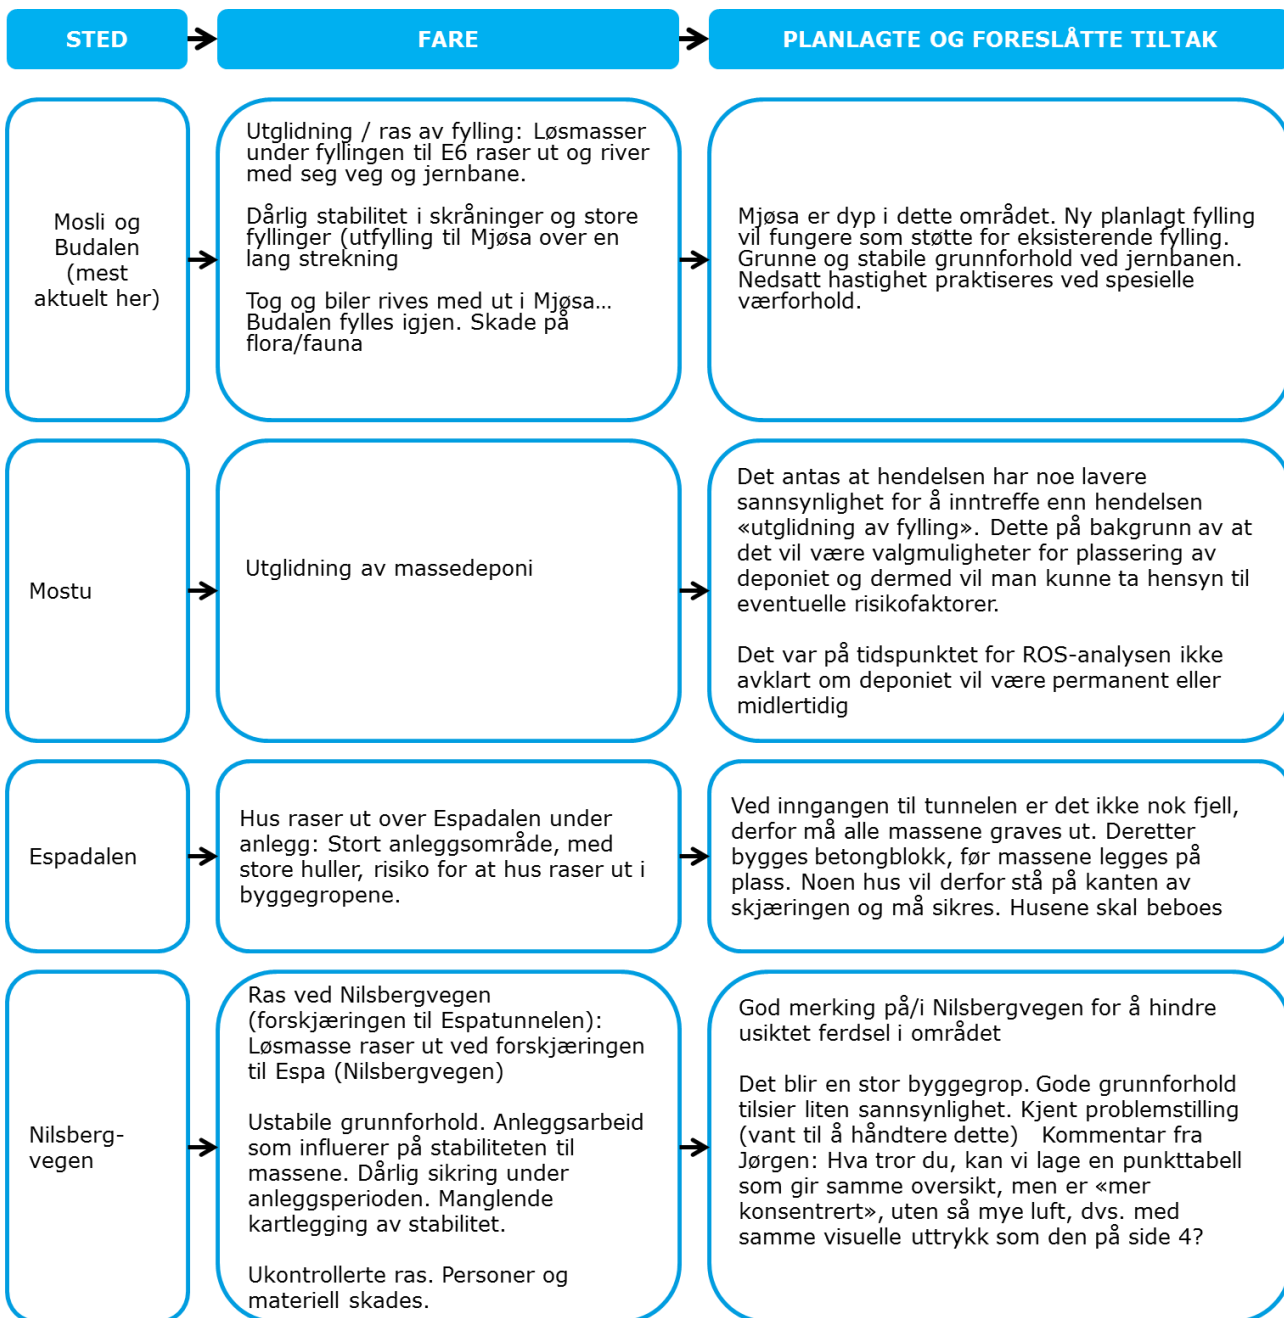 STED
FARE
PLANLAGTE OG FORESLÅTTE TILTAK
Mosli og
Budalen
(mest
aktuelt her)
Utglidning / ras av fylling: Løsmasser
under fyllingen til E6 raser ut og river
med seg veg og jernbane.
Dårlig stabilitet i skråninger og store
fyllinger (utfylling til Mjøsa over en
lang strekning
Tog og biler rives med ut i Mjøsa…
Budalen fylles igjen. Skade på
flora/fauna
Mjøsa er dyp i dette området. Ny planlagt fylling
vil fungere som støtte for eksisterende fylling.
Grunne og stabile grunnforhold ved jernbanen.
Nedsatt hastighet praktiseres ved spesielle
værforhold.
Mostu
Utglidning av massedeponi
Det antas at hendelsen har noe lavere
sannsynlighet for å inntreffe enn hendelsen
«utglidning av fylling». Dette på bakgrunn av at
det vil være valgmuligheter for plassering av
deponiet og dermed vil man kunne ta hensyn til
eventuelle risikofaktorer.
Det var på tidspunktet for ROS-analysen ikke
avklart om deponiet vil være permanent eller
midlertidig
Espadalen
Hus raser ut over Espadalen under
anlegg: Stort anleggsområde, med
store huller, risiko for at hus raser ut i
byggegropene.
Ved inngangen til tunnelen er det ikke nok fjell,
derfor må alle massene graves ut. Deretter
bygges betongblokk, før massene legges på
plass. Noen hus vil derfor stå på kanten av
skjæringen og må sikres. Husene skal beboes
Nilsberg-
vegen
Ras ved Nilsbergvegen
(forskjæringen til Espatunnelen):
Løsmasse raser ut ved forskjæringen
til Espa (Nilsbergvegen)
Ustabile grunnforhold. Anleggsarbeid
som influerer på stabiliteten til
massene. Dårlig sikring under
anleggsperioden. Manglende
kartlegging av stabilitet.
Ukontrollerte ras. Personer og
materiell skades.
God merking på/i Nilsbergvegen for å hindre
usiktet ferdsel i området
Det blir en stor byggegrop. Gode grunnforhold
tilsier liten sannsynlighet. Kjent problemstilling
(vant til å håndtere dette)   Kommentar fra
Jørgen: Hva tror du, kan vi lage en punkttabell
som gir samme oversikt, men er «mer
konsentrert», uten så mye luft, dvs. med
samme visuelle uttrykk som den på side 4?